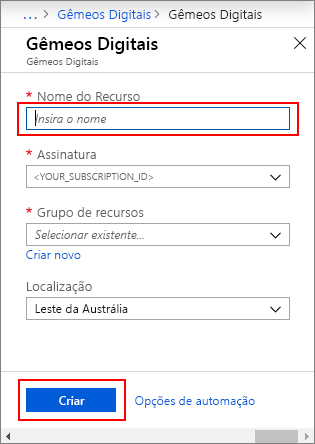 ... > Gêmeos Digitais > Gêmeos Digitais
Gêmeos Digitais
Gêmeos Digitais
* Nome do Recurso
Insira o nome
* Assinatura
<YOUR_SUBSCRIPTION_ID>
* Grupo de recursos
Selecionar existente...
Criar novo
Localização
Leste da Austrália
Criar Opções de automação